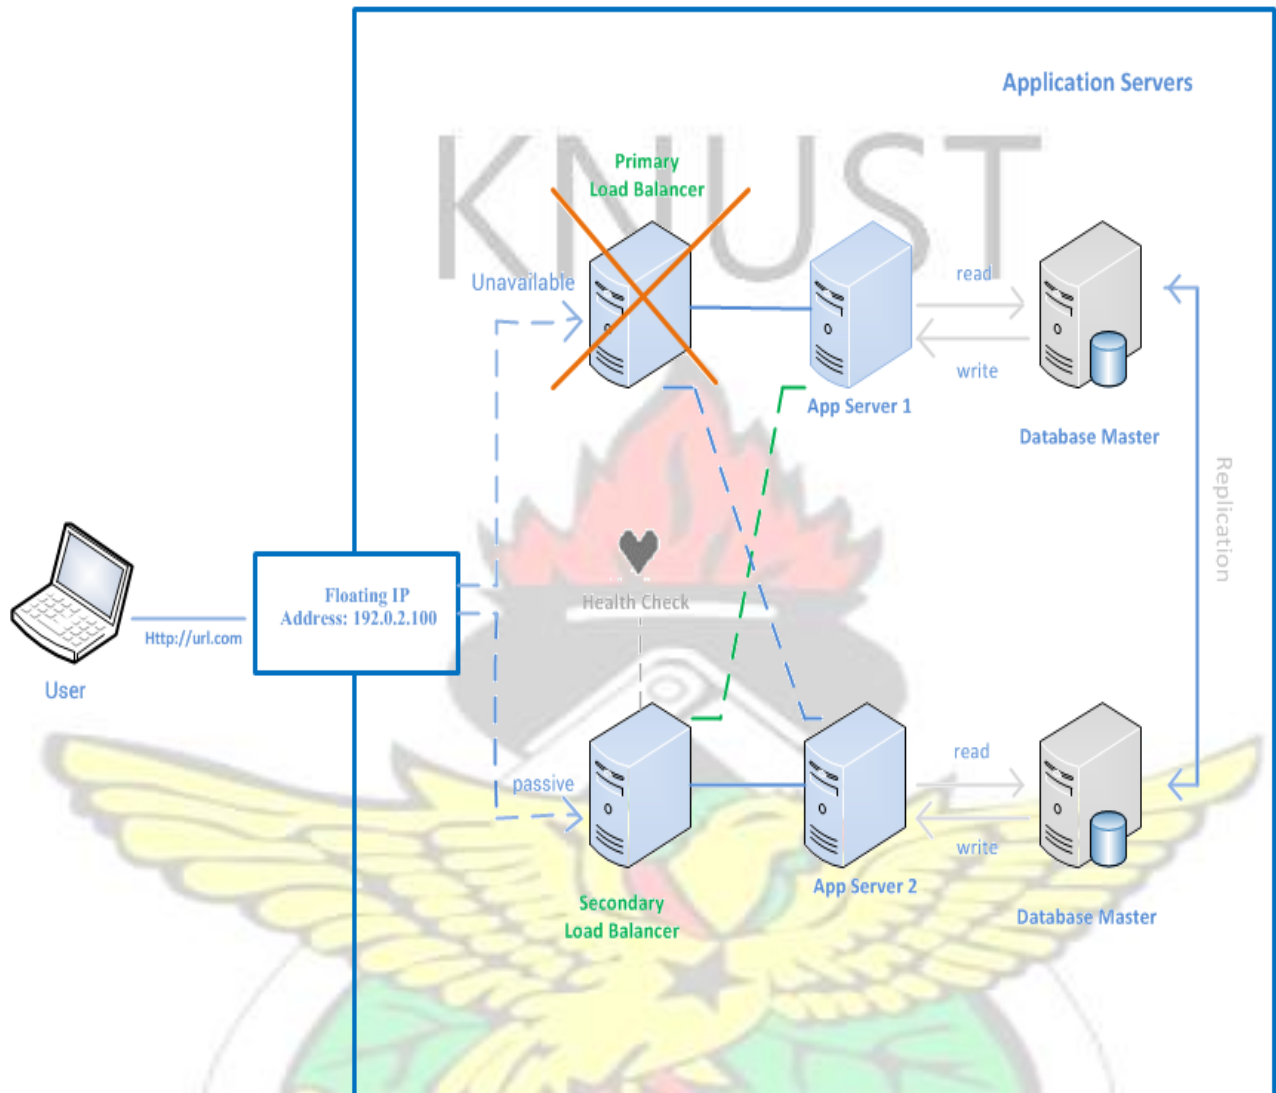 Application Servers
KNUST
Primary
Load Balancer
Unavailable
read
write
App Server 1
Database Master
Replication
Health Check
Floating IP
Address: 192.0.2.100
Http://url.com
User
passive
read
write
App Server 2
Database Master
Secondary
Load Balancer